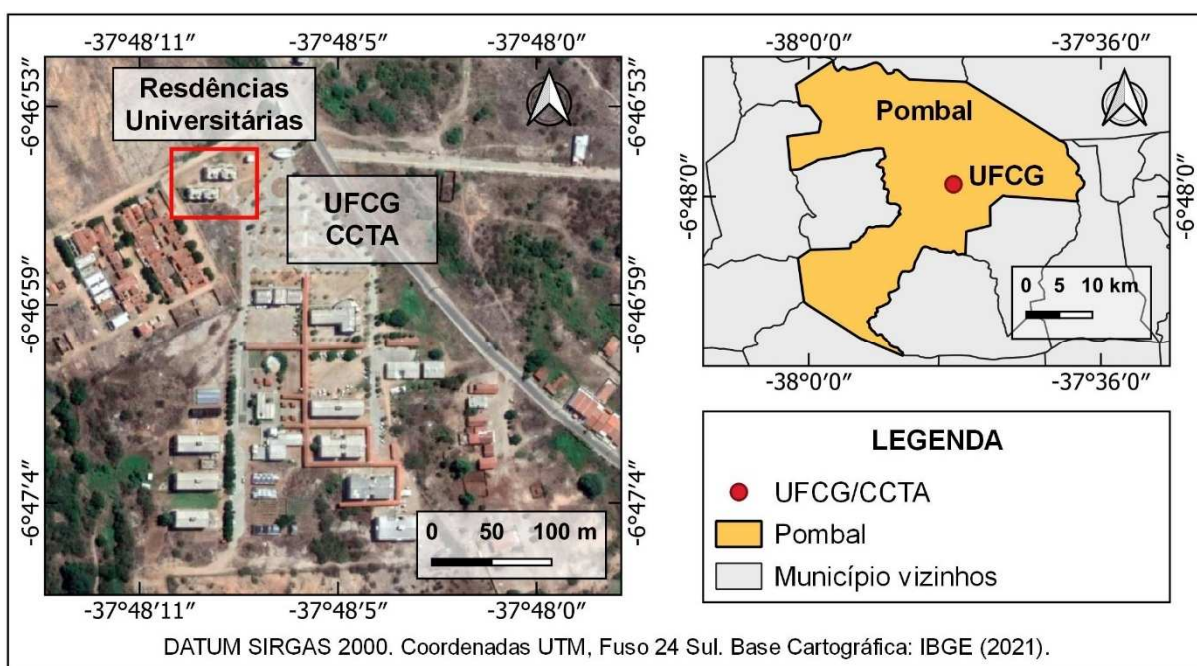 -37°48′11″ -37°48′5″ -37°48′0″
-6°46′53″
-6°46′59″
-6°47′4″
Resdências
Universitárias
UFCG
CCTA
0 50 100 m
-6°46′53″
-6°46′59″
-6°47′4″
-37°48′11″ -37°48′5″ -37°48′0″
-38°0′0″ -37°36′0″
-6°48′0″
Pombal
UFCG
0 5 10 km
-6°48′0″
-38°0′0″ -37°36′0″
LEGENDA
UFCG/CCTA
Pombal
Município vizinhos
DATUM SIRGAS 2000. Coordenadas UTM, Fuso 24 Sul. Base Cartográfica: IBGE (2021).